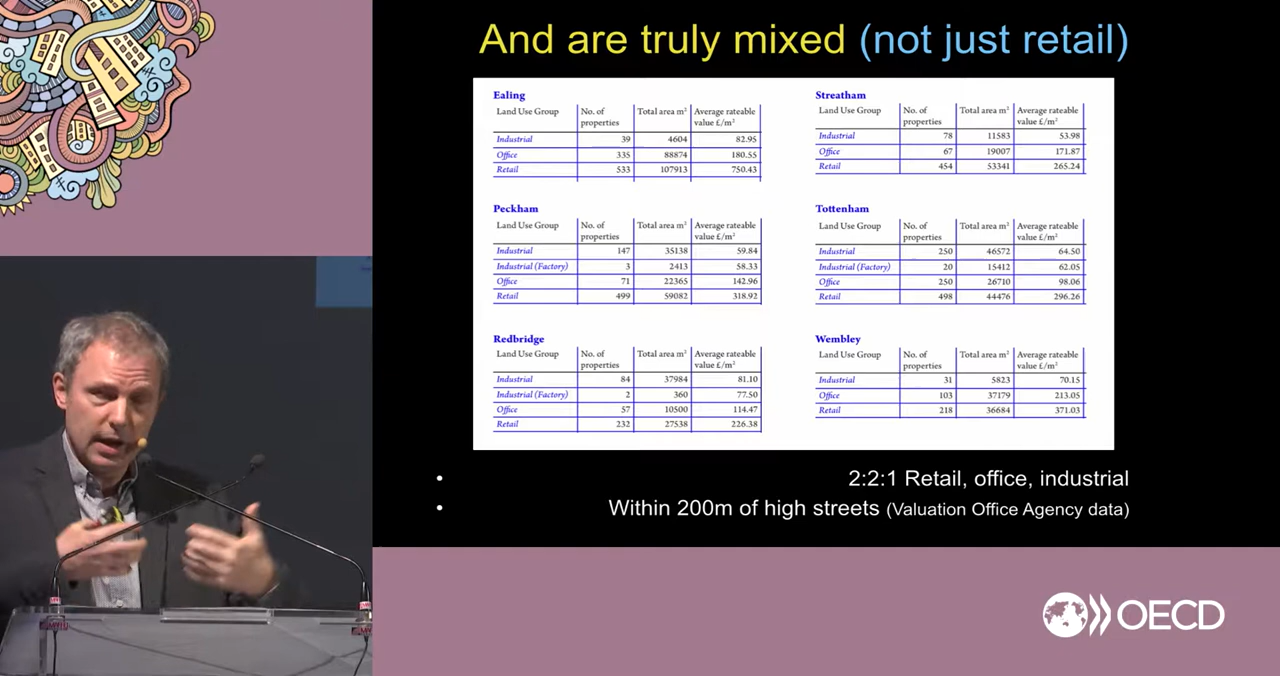 And are truly mixed (not just retail)
Ealing
Land Use Group No. of properties Total area m² Average rateable value £/m²
Industrial 39 4604 82.95
Office 335 88874 180.55
Retail 533 107913 750.43
Streatham
Land Use Group No. of properties Total area m² Average rateable value £/m²
Industrial 78 11583 53.98
Office 67 19007 171.87
Retail 454 53341 265.24
Peckham
Land Use Group No. of properties Total area m² Average rateable value £/m²
Industrial 147 35138 59.84
Industrial (Factory) 3 2413 58.33
Office 71 22365 142.96
Retail 499 59082 318.92
Tottenham
Land Use Group No. of properties Total area m² Average rateable value £/m²
Industrial 250 46572 64.50
Industrial (Factory) 20 15412 62.05
Office 250 26710 98.06
Retail 498 44476 296.26
Redbridge
Land Use Group No. of properties Total area m² Average rateable value £/m²
Industrial 84 37984 81.10
Industrial (Factory) 2 360 77.50
Office 57 10500 114.47
Retail 232 27538 226.38
Wembley
Land Use Group No. of properties Total area m² Average rateable value £/m²
Industrial 31 5823 70.15
Office 103 37179 213.05
Retail 218 36684 371.03
• 2:2:1 Retail, office, industrial
• Within 200m of high streets (Valuation Office Agency data)
OECD